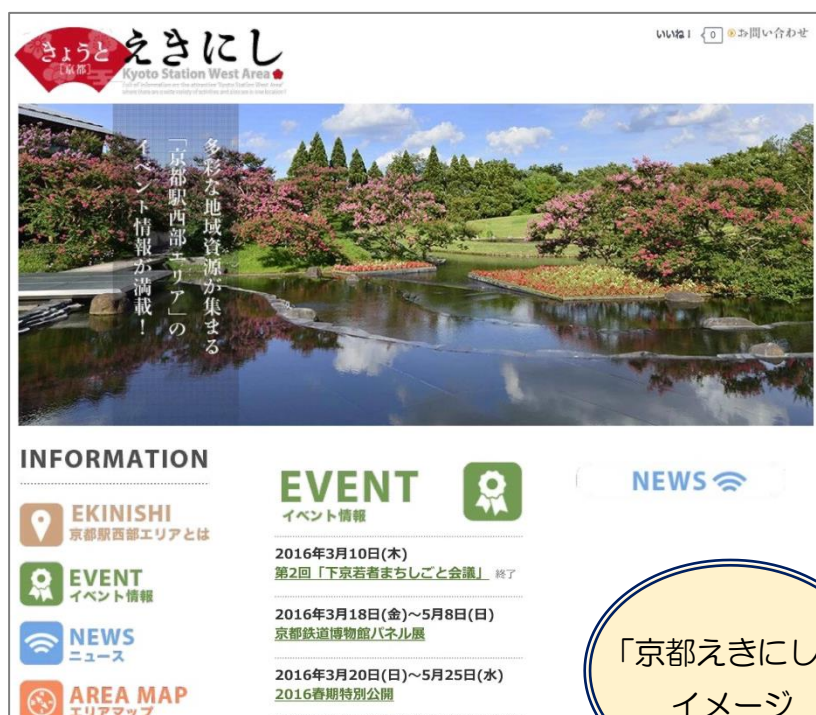 きょうと
[京都]
えきにし
Kyoto Station West Area
いいね！ 0 お問い合わせ
多彩な地域資源が集まる
「京都駅西部エリア」の
イベント情報が満載！
INFORMATION
EKINISHI
京都駅西部エリアとは
EVENT
イベント情報
NEWS
ニュース
AREA MAP
エリアマップ
EVENT
イベント情報
2016年3月10日(木)
第2回「下京若者まちしごと会議」 終了
2016年3月18日(金)～5月8日(日)
京都鉄道博物館パネル展
2016年3月20日(日)～5月25日(水)
2016春期特別公開
NEWS
「京都えきにし
イメージ